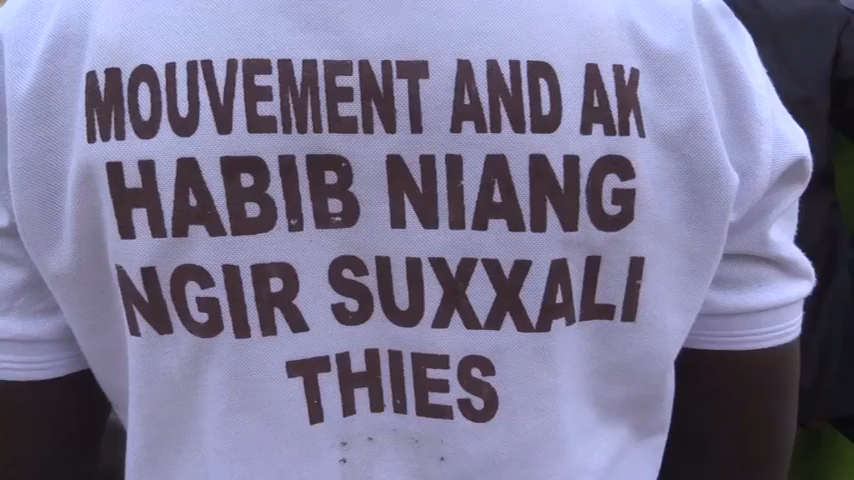 MOUVEMENT AND AK
HABIB NIANG
NGIR SUXXALI
THIES